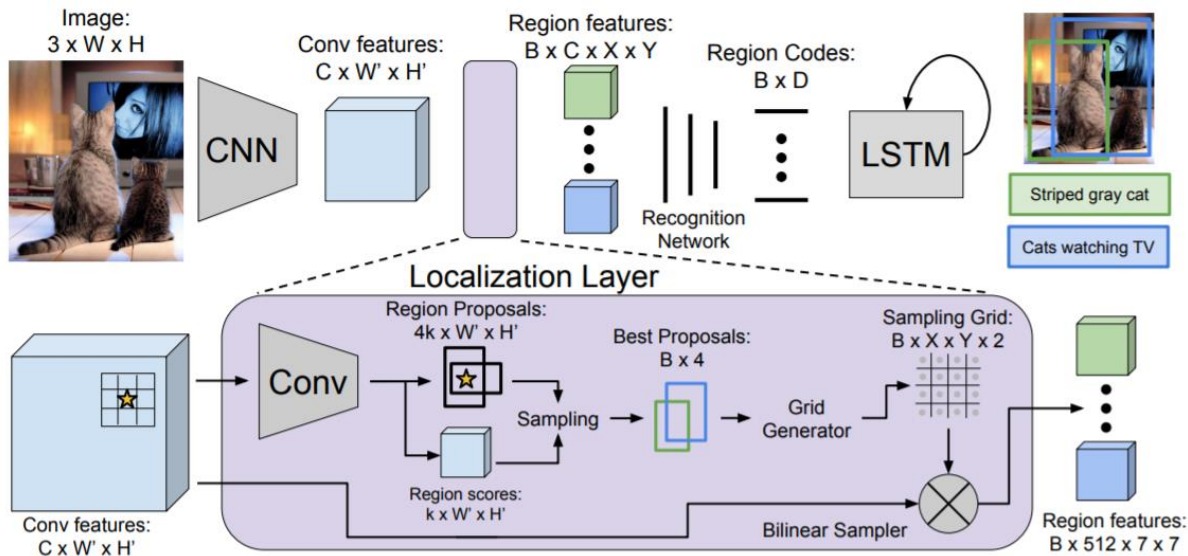 Image:
3 x W x H
CNN
Conv features:
C x W' x H'
Region features:
B x C x X x Y
Recognition
Network
Region Codes:
B x D
LSTM
Striped gray cat
Cats watching TV
Localization Layer
Conv features:
C x W' x H'
Conv
Region Proposals:
4k x W' x H'
Region scores:
k x W' x H'
Sampling
Best Proposals:
B x 4
Grid
Generator
Sampling Grid:
B x X x Y x 2
Bilinear Sampler
Region features:
B x 512 x 7 x 7